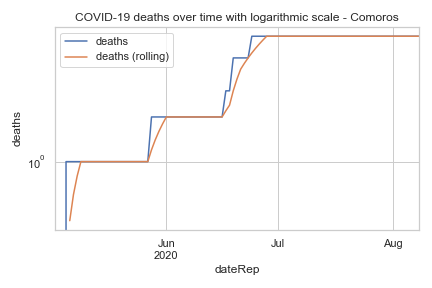 COVID-19 deaths over time with logarithmic scale - Comoros
deaths
deaths (rolling)
deaths
10⁰
Jun
2020
Jul
Aug
dateRep